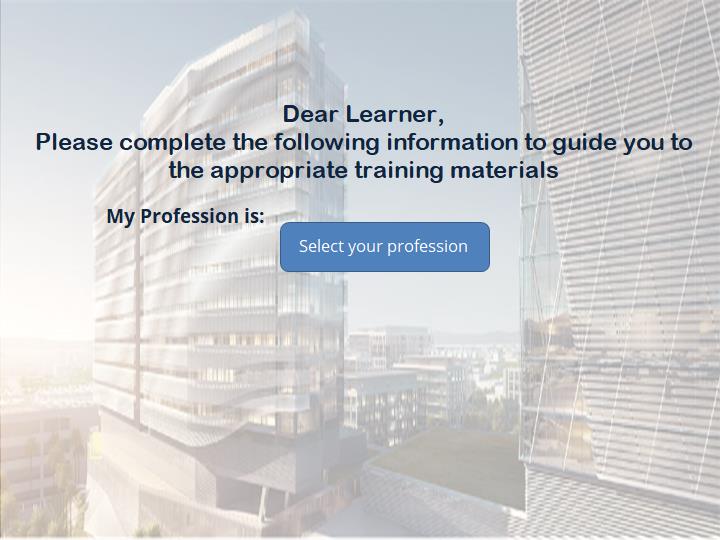 Dear Learner,
Please complete the following information to guide you to
the appropriate training materials
My Profession is:
Select your profession